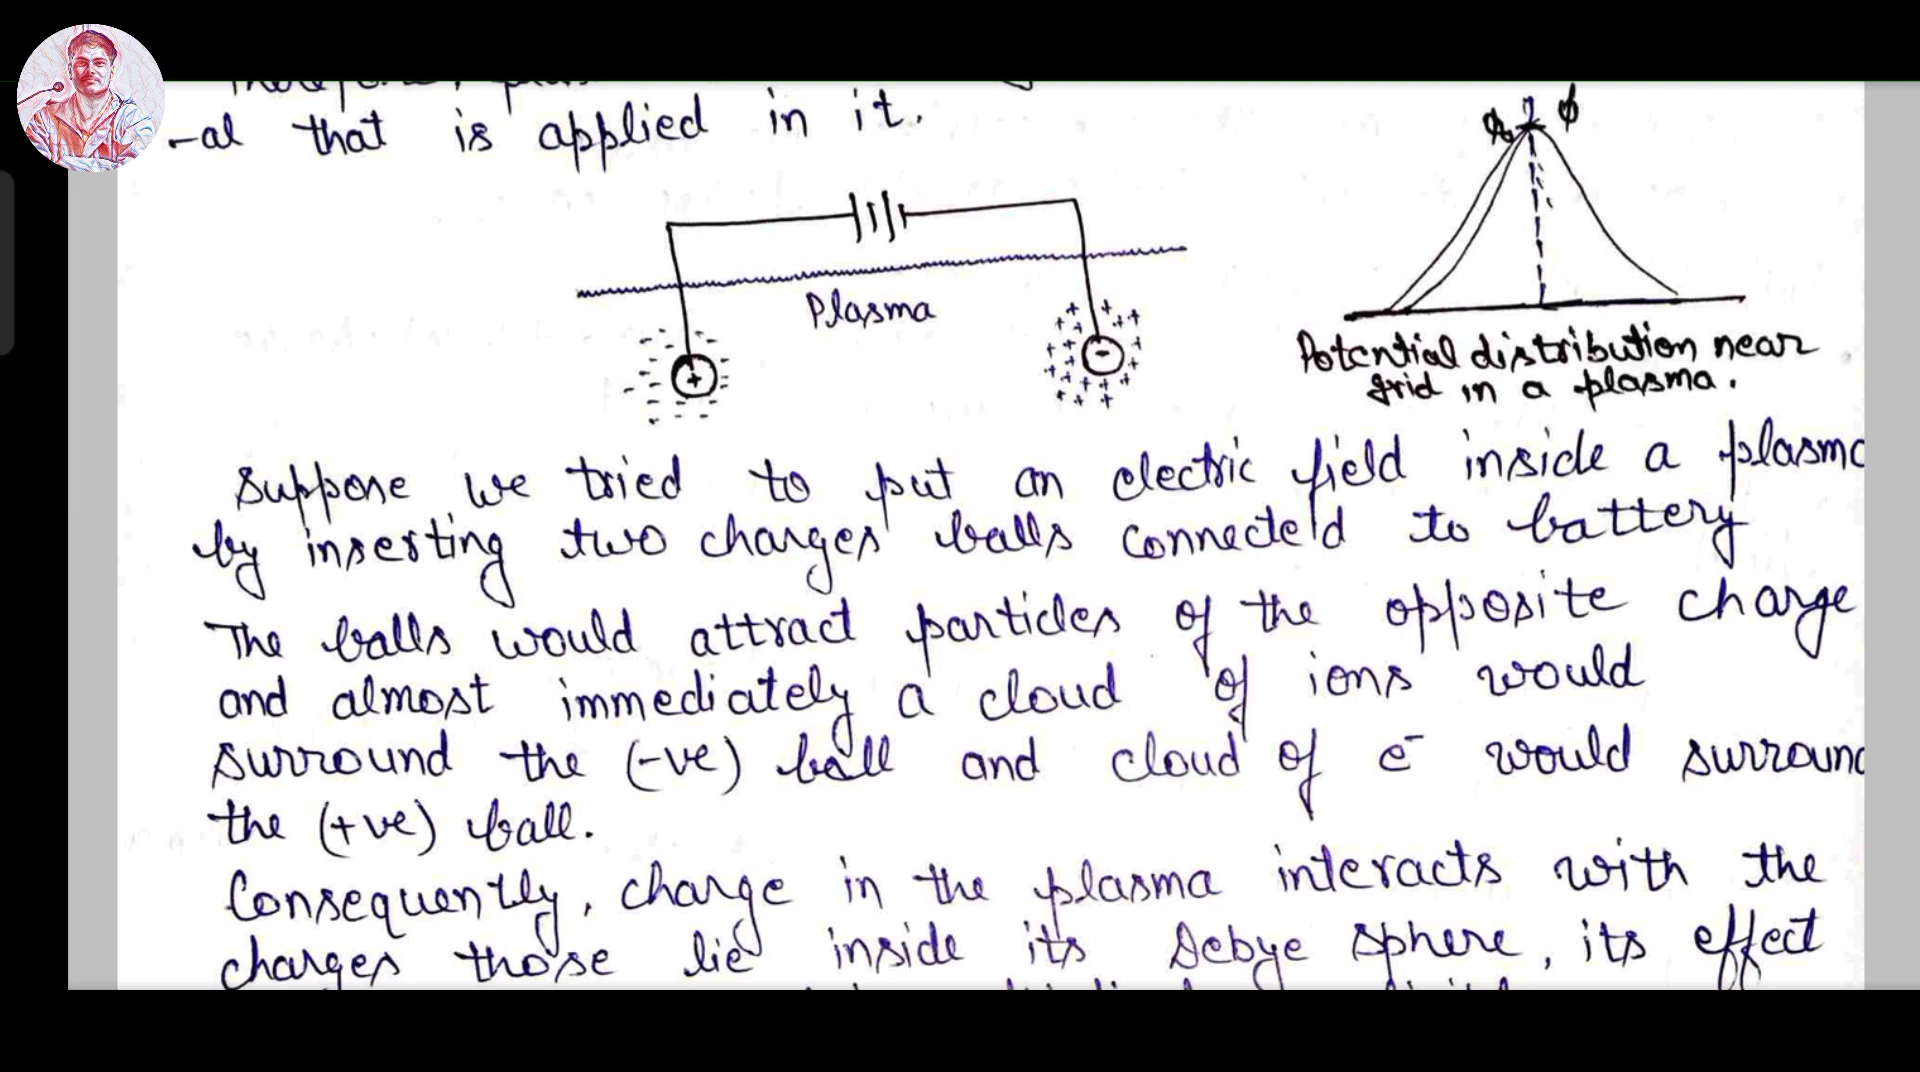 -al that is applied in it.
ϕ
Plasma
Potential distribution near
grid in a plasma.
Suppose we tried to put an electric field inside a plasma
by inserting two charges balls connected to battery
The balls would attract particles of the opposite charge
and almost immediately a cloud of ions would
surround the (-ve) ball and cloud of e⁻ would surround
the (+ve) ball.
Consequently, charge in the plasma interacts with the
charges those lie inside its Debye sphere, its effect